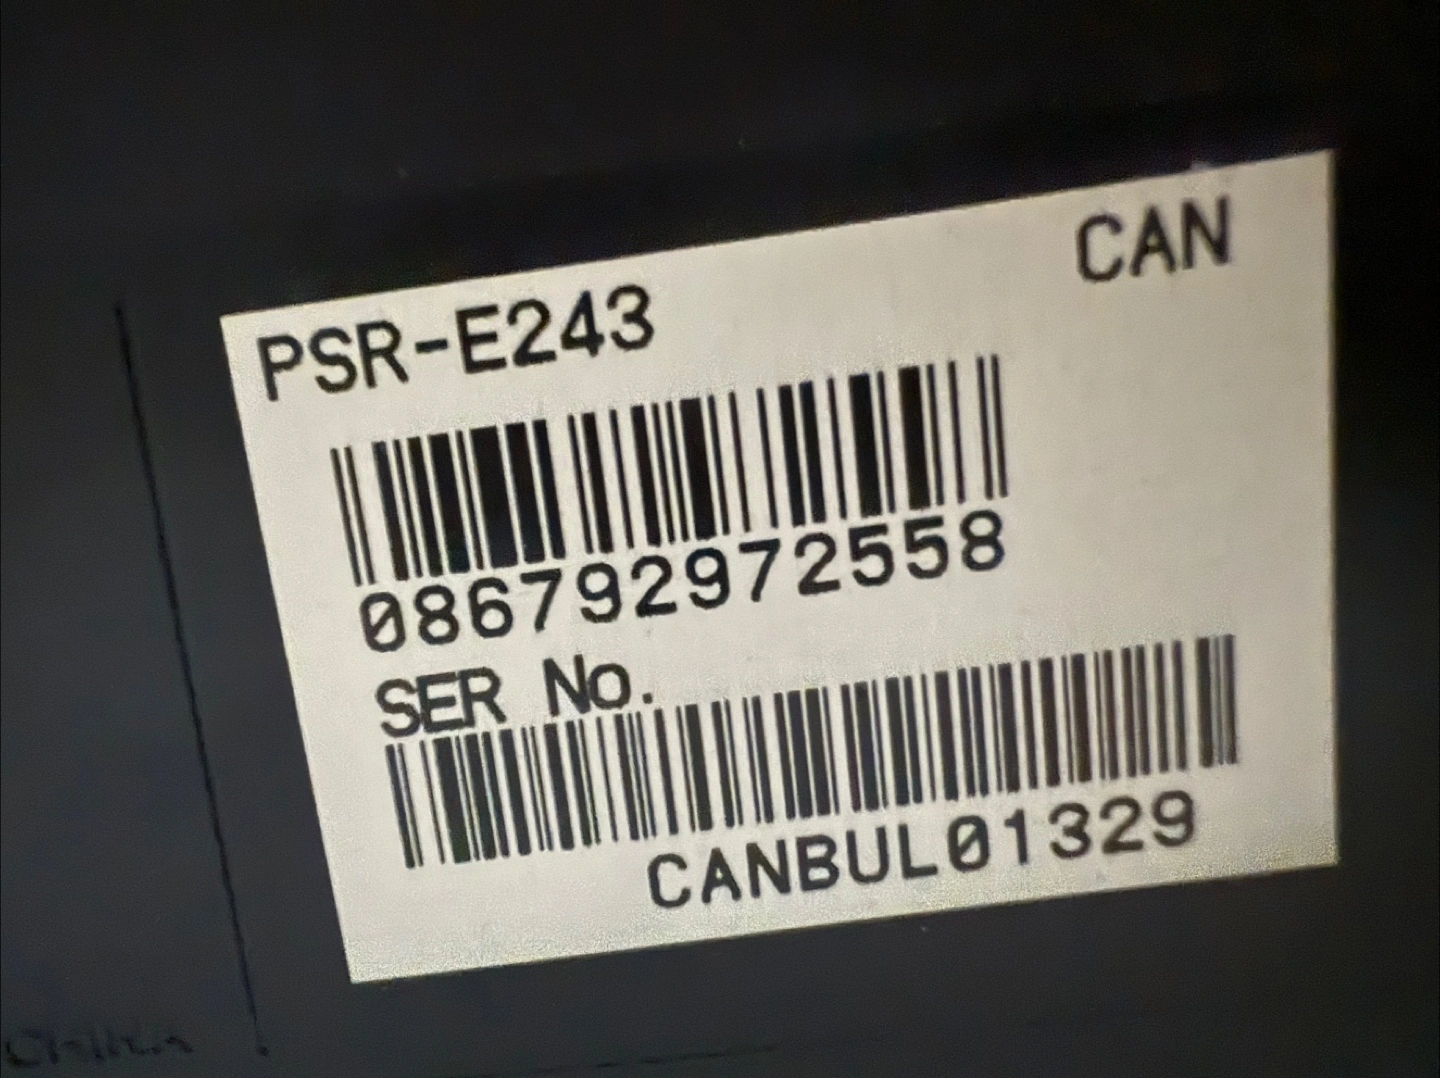 CAN
PSR-E243
086792972558
SER No.
CANBUL01329